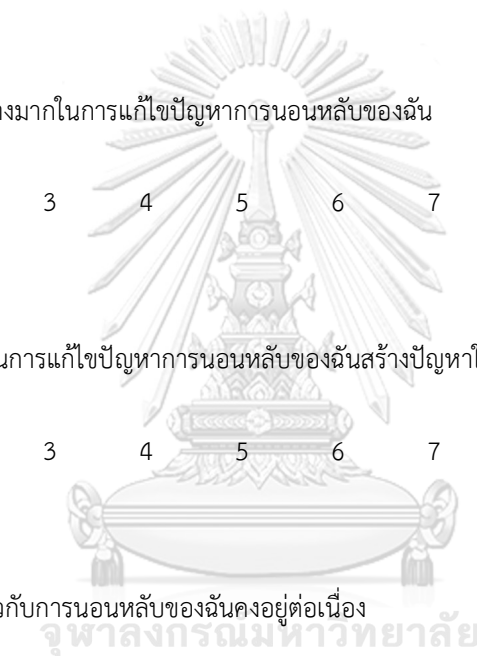 งมากในการแก้ไขปัญหาการนอนหลับของฉัน
3 4 5 6 7
นการแก้ไขปัญหาการนอนหลับของฉันสร้างปัญหาใ
3 4 5 6 7
วกับการนอนหลับของฉันคงอยู่ต่อเนื่อง
จุฬาลงกรณ์มหาวิทยาลัย